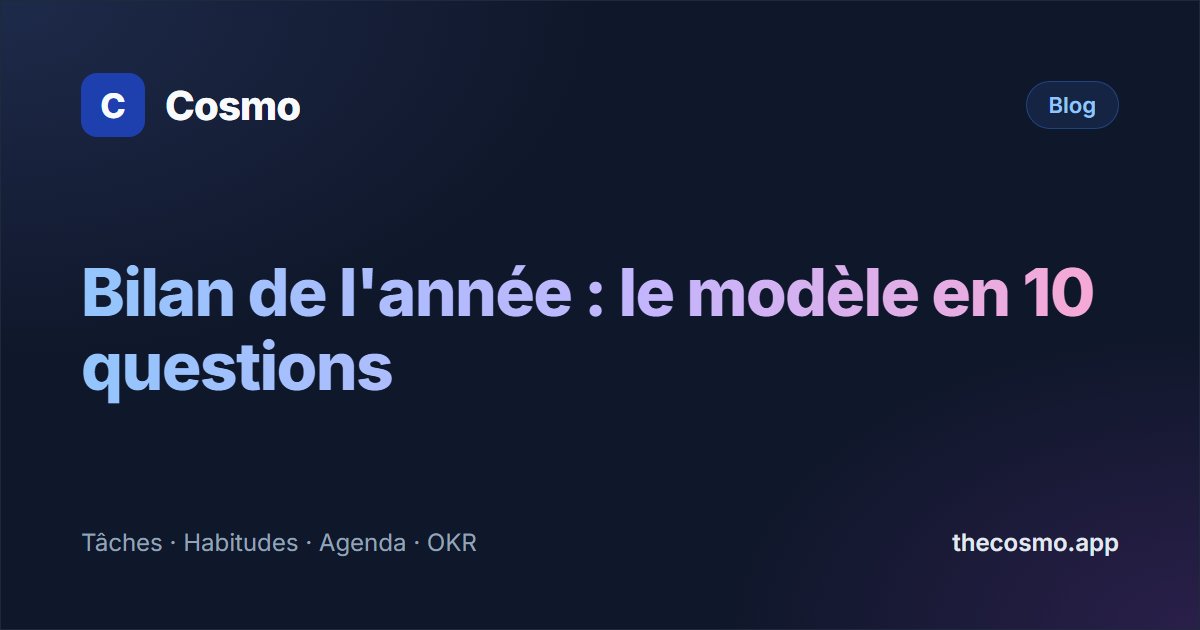 C Cosmo
Blog
Bilan de l'année : le modèle en 10
questions
Tâches · Habitudes · Agenda · OKR
thecosmo.app